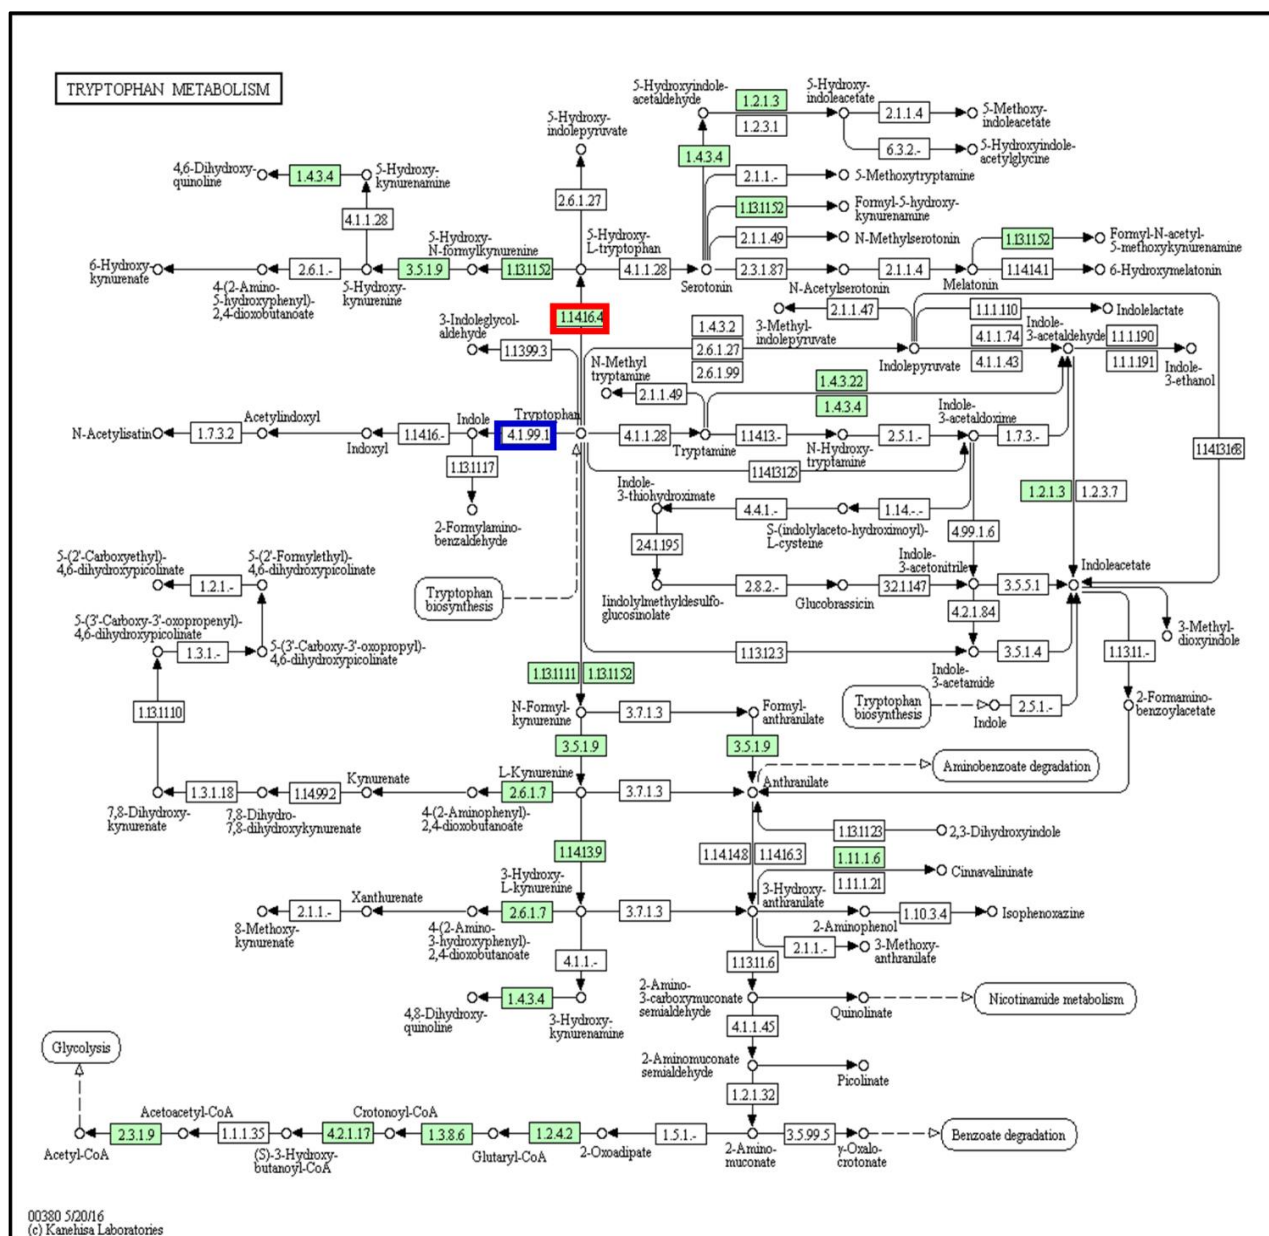 TRYPTOPHAN METABOLISM
5-Hydroxyindole-
acetaldehyde
1.2.1.3
1.2.3.1
5-Hydroxy-
indoleacetate
2.1.1.4
5-Methoxy-
indoleacetate
6.3.2.-
5-Hydroxyindole-
acetylglycine
5-Hydroxy-
indolepyruvate
1.4.3.4
4,6-Dihydroxy-
quinoline
1.4.3.4
5-Hydroxy-
kynurenamine
2.1.1.-
5-Methoxytryptamine
2.6.1.27
1.13.11.52
Formyl-5-hydroxy-
kynurenamine
4.1.1.28
2.1.1.49
N-Methylserotonin
1.13.11.52
Formyl-N-acetyl-
5-methoxykynurenamine
5-Hydroxy-
N-formylkynurenine
5-Hydroxy-
L-tryptophan
6-Hydroxy-
kynurenate
2.6.1.-
3.5.1.9
1.13.11.52
4.1.1.28
2.3.1.87
2.1.1.4
1.14.14.1
6-Hydroxymelatonin
4-(2-Amino-
5-hydroxyphenyl)-
2,4-dioxobutanoate
5-Hydroxy-
kynurenine
Serotonin
N-Acetylserotonin
Melatonin
1.14.16.4
3-Indoleglycol-
aldehyde
1.13.99.3
1.4.3.2
2.6.1.27
2.6.1.99
3-Methyl-
indolepyruvate
2.1.1.47
1.1.1.110
Indolelactate
Indolepyruvate
4.1.1.74
4.1.1.43
Indole-
3-acetaldehyde
1.1.1.190
1.1.1.191
Indole-
3-ethanol
N-Methyl
tryptamine
2.1.1.49
1.4.3.22
1.4.3.4
N-Acetylisatin
1.7.3.2
Acetylindoxyl
Indoxyl
1.14.16.-
Indole
4.1.99.1
Tryptophan
4.1.1.28
Tryptamine
1.14.13.-
N-Hydroxy-
tryptamine
2.5.1.-
Indole-
3-acetaldoxime
1.7.3.-
1.14.13.168
1.13.11.17
2-Formylamino-
benzaldehyde
1.14.13.125
Indole-
3-thiohydroximate
4.4.1.-
1.14.-.-
S-(indolylaceto-hydroximoyl)-
L-cysteine
1.2.1.3
1.2.3.7
2.4.1.195
4.99.1.6
Indole-
3-acetonitrile
Indoleacetate
5-(2'-Carboxyethyl)-
4,6-dihydroxypicolinate
1.2.1.-
5-(2'-Formylethyl)-
4,6-dihydroxypicolinate
Tryptophan
biosynthesis
Iindolylmethyldesulfo-
glucosinolate
2.8.2.-
Glucobrassicin
3.2.1.147
3.5.5.1
4.2.1.84
3-Methyl-
dioxyindole
5-(3'-Carboxy-3'-oxopropenyl)-
4,6-dihydroxypicolinate
1.3.1.-
5-(3'-Carboxy-3'-oxopropyl)-
4,6-dihydroxypicolinate
1.13.12.3
Indole-
3-acetamide
3.5.1.4
1.13.11.-
1.13.11.11
1.13.11.52
1.13.11.10
N-Formyl-
kynurenine
3.7.1.3
Formyl-
anthranilate
Tryptophan
biosynthesis
Indole
2.5.1.-
2-Formamino-
benzoylacetate
3.5.1.9
3.5.1.9
Aminobenzoate degradation
7,8-Dihydroxy-
kynurenate
1.3.1.18
7,8-Dihydro-
7,8-dihydroxykynurenate
1.14.99.2
Kynurenate
4-(2-Aminophenyl)-
2,4-dioxobutanoate
2.6.1.7
L-Kynurenine
3.7.1.3
Anthranilate
1.13.11.23
2,3-Dihydroxyindole
1.14.13.9
1.14.14.8
1.14.16.3
1.11.1.6
1.11.1.21
Cinnavalininate
3-Hydroxy-
L-kynurenine
3-Hydroxy-
anthranilate
8-Methoxy-
kynurenate
2.1.1.-
Xanthurenate
4-(2-Amino-
3-hydroxyphenyl)-
2,4-dioxobutanoate
2.6.1.7
3.7.1.3
2-Aminophenol
1.10.3.4
Isophenoxazine
2.1.1.-
3-Methoxy-
anthranilate
4.1.1.-
1.13.11.6
4,8-Dihydroxy-
quinoline
1.4.3.4
3-Hydroxy-
kynurenamine
2-Amino-
3-carboxymuconate
semialdehyde
Quinolinate
Nicotinamide metabolism
4.1.1.45
Glycolysis
2-Aminomuconate
semialdehyde
Picolinate
1.2.1.32
Acetyl-CoA
2.3.1.9
Acetoacetyl-CoA
1.1.1.35
(S)-3-Hydroxy-
butanoyl-CoA
4.2.1.17
Crotonoyl-CoA
1.3.8.6
Glutaryl-CoA
1.2.4.2
2-Oxoadipate
1.5.1.-
2-Amino-
muconate
3.5.99.5
γ-Oxalo-
crotonate
Benzoate degradation
00380 5/20/16
(c) Kanehisa Laboratories